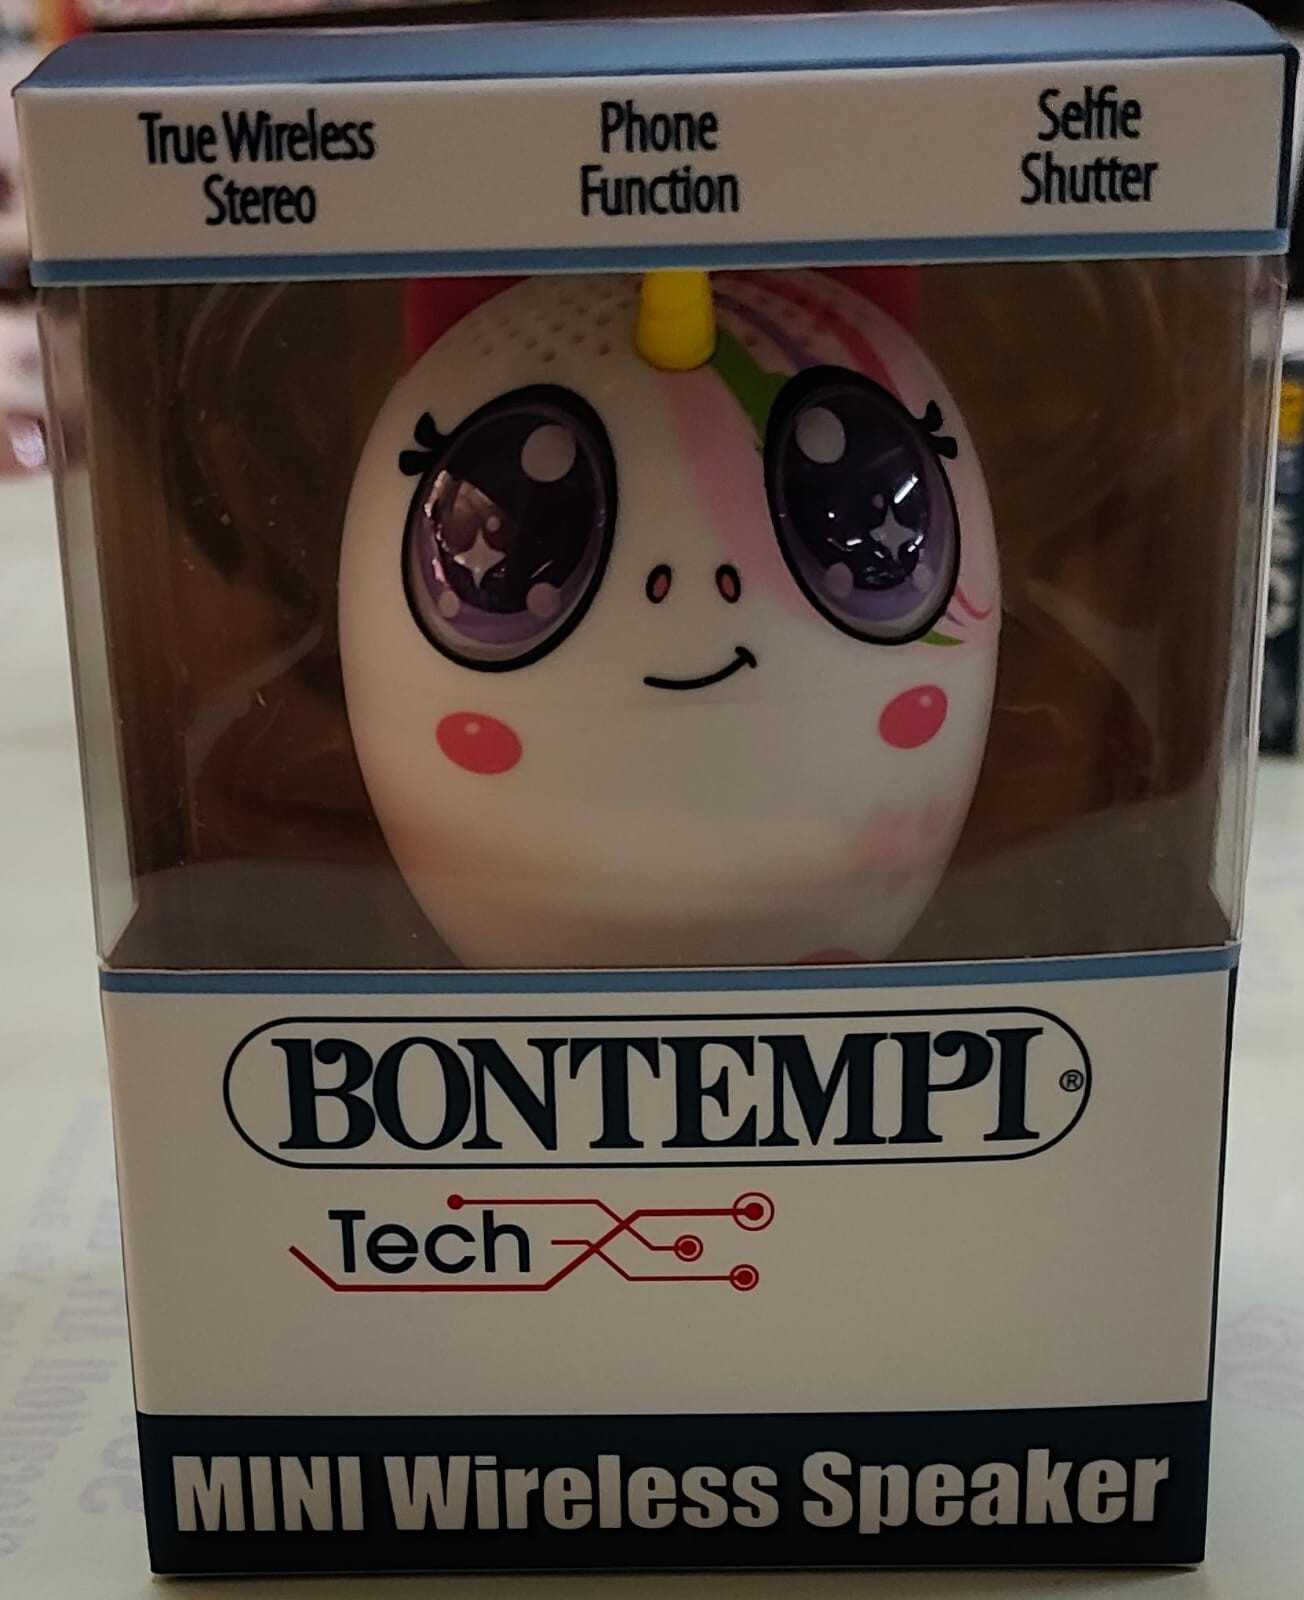 True Wireless
Stereo
Phone
Function
Selfie
Shutter
BONTEMPI®
Tech
MINI Wireless Speaker